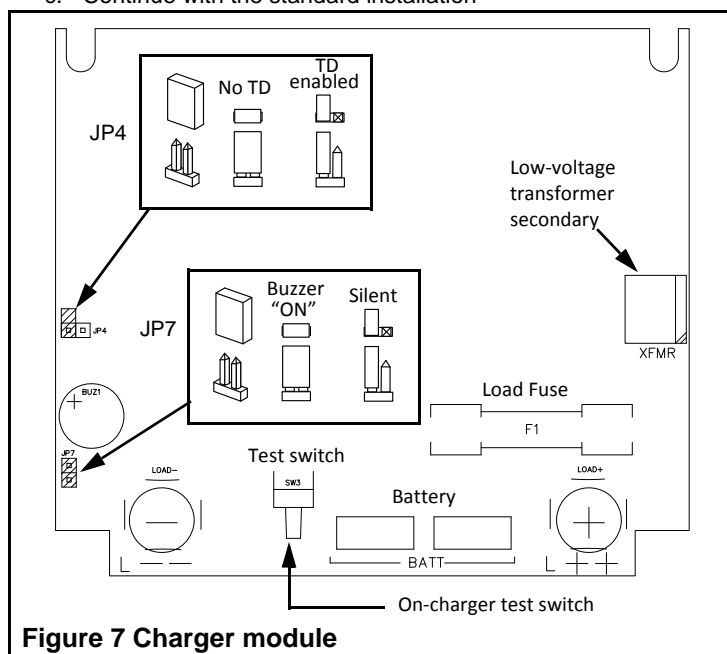 Continue with the standard installation
No TD
TD
enabled
JP4
Low-voltage
transformer
secondary
JP7
Buzzer
“ON”
Silent
JP4
XFMR
BUZ1
Load Fuse
F1
JP7
Test switch
LOAD-
SW3
Battery
LOAD+
BATT
L – –
L + +
On-charger test switch
Figure 7 Charger module